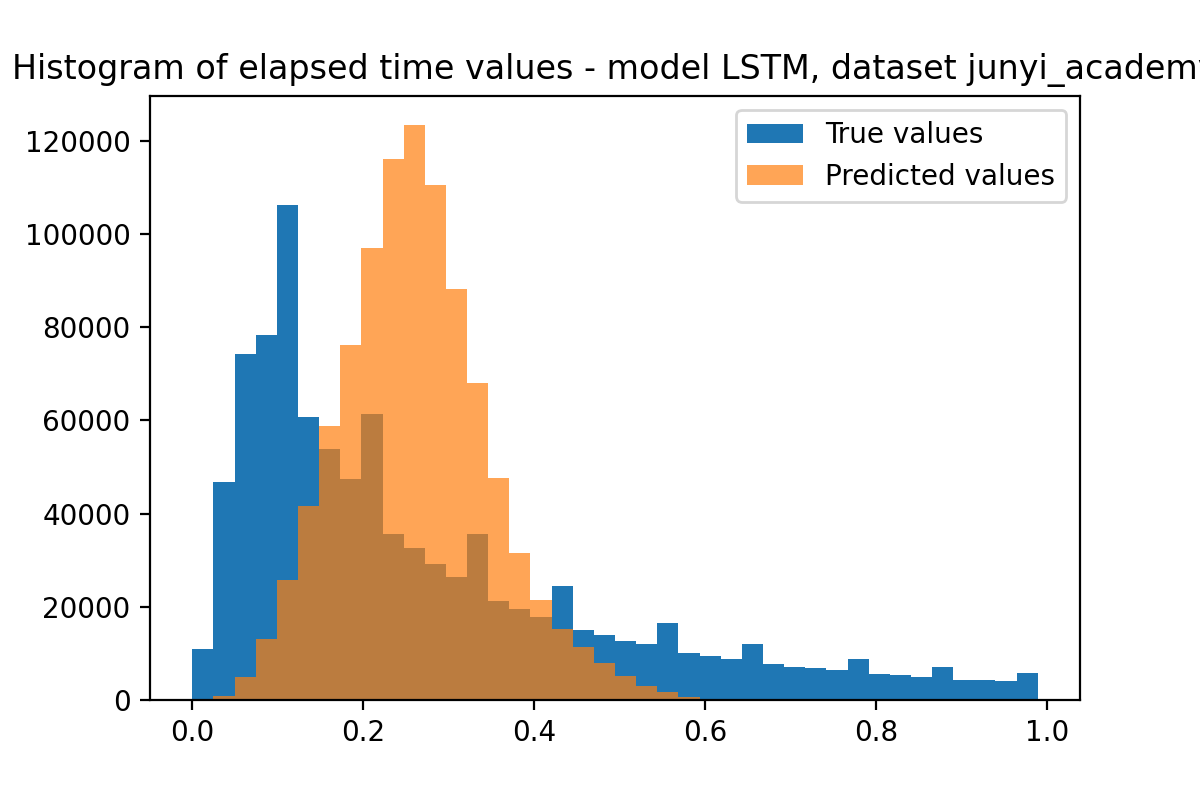 Histogram of elapsed time values - model LSTM, dataset junyi_academy
True values
Predicted values
120000
100000
80000
60000
40000
20000
0
0.0 0.2 0.4 0.6 0.8 1.0